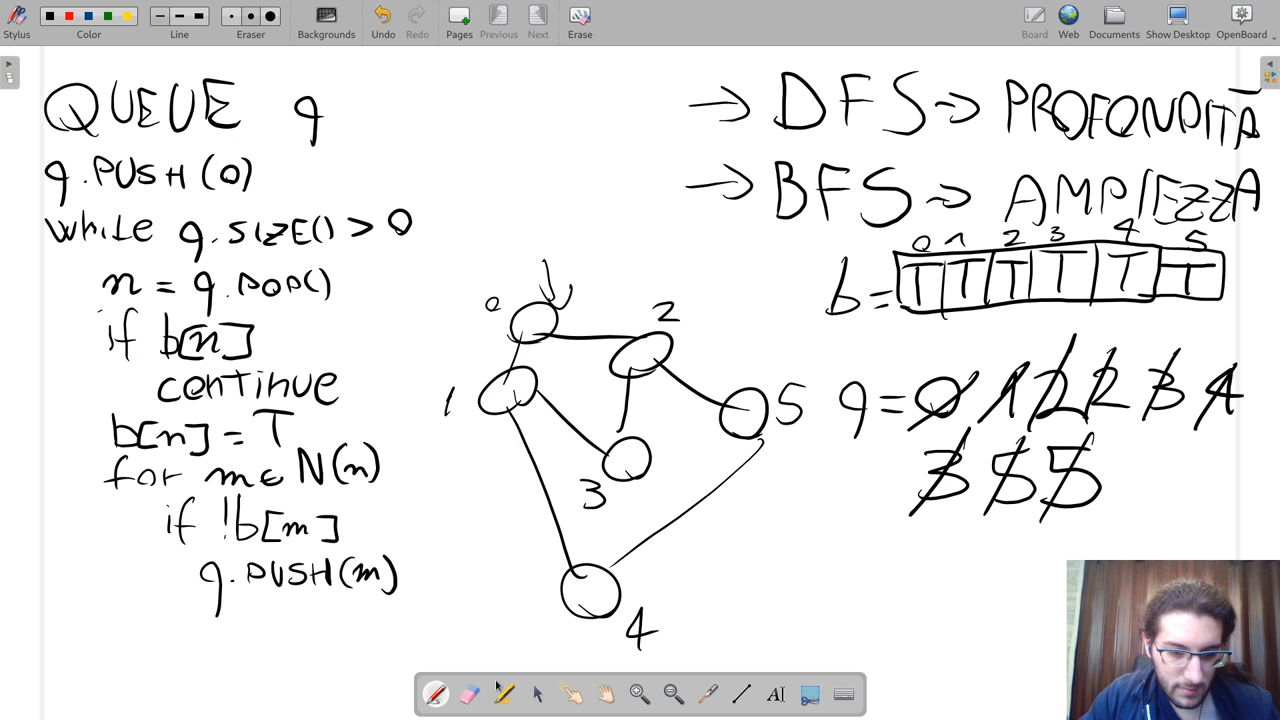 Stylus
Color
Line
Eraser
Backgrounds
Undo
Redo
Pages
Previous
Next
Erase
Board
Web
Documents
Show Desktop
OpenBoard
QUEUE q
q.PUSH(0)
while q.SIZE() > 0
n = q.POP()
if b[n]
continue
b[n] = T
for m ∈ N(n)
if !b[m]
q.PUSH(m)
→ DFS → PROFONDITÀ
→ BFS → AMPIEZZA
0 1 2 3 4 5
b = T T T T T T
q = 0 1 2 2 3 4
3 5 5
0
2
1
5
3
4